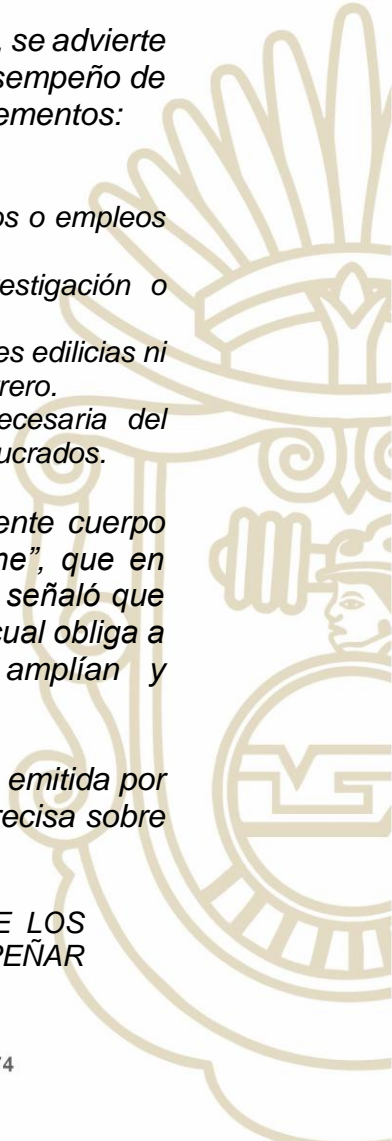 , se advierte
sempeño de
ementos:
os o empleos
estigación o
es edilicias ni
rero.
ecesaria del
ucrados.
ente cuerpo
ne”, que en
señaló que
cual obliga a
amplían y
emitida por
recisa sobre
E LOS
PEÑAR
74